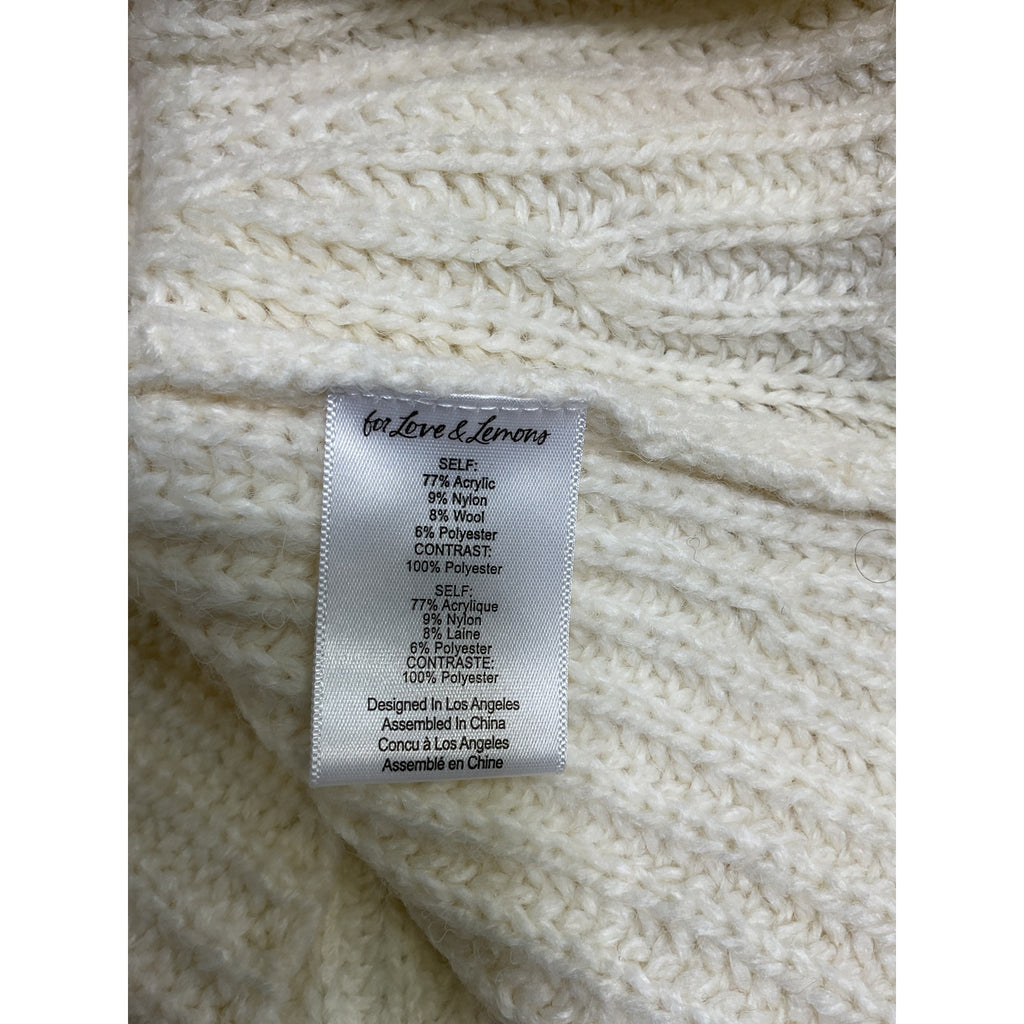 for Love & Lemons
SELF:
77% Acrylic
9% Nylon
8% Wool
6% Polyester
CONTRAST:
100% Polyester
SELF:
77% Acrylique
9% Nylon
8% Laine
6% Polyester
CONTRASTE:
100% Polyester
Designed In Los Angeles
Assembled In China
Concu à Los Angeles
Assemblé en Chine